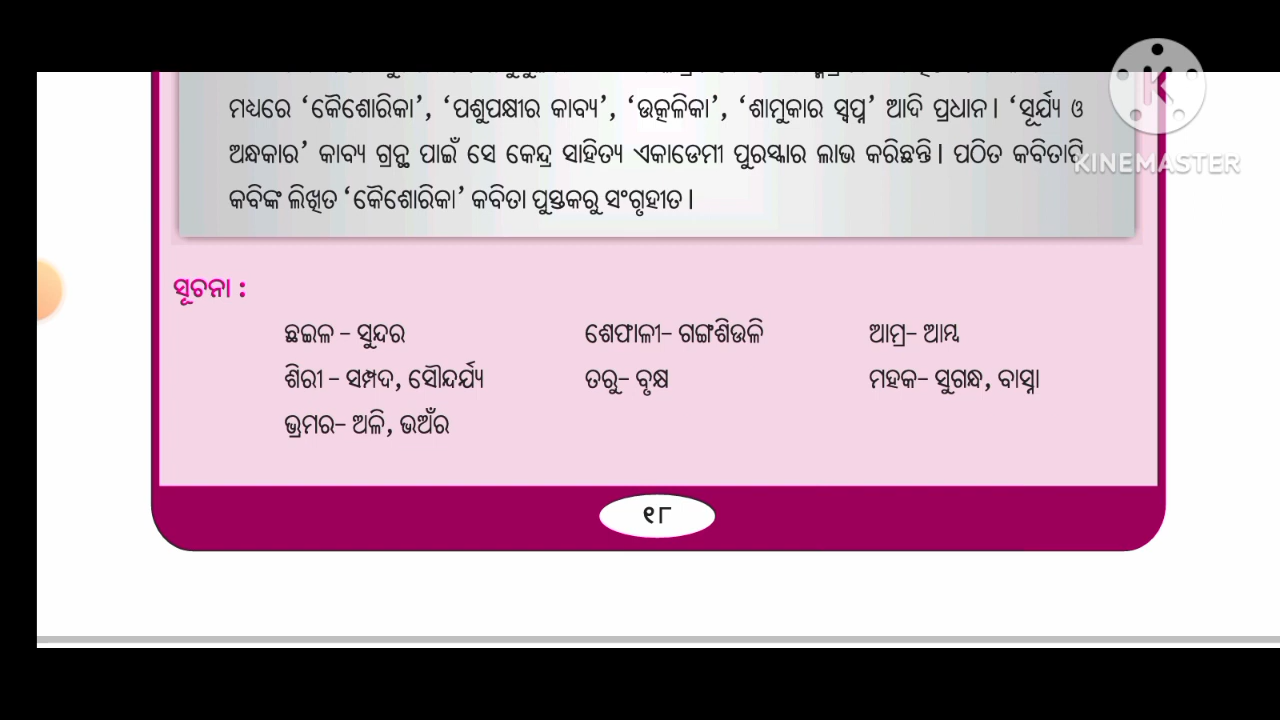 ମଧ୍ୟରେ ‘କୈଶୋରିକା’, ‘ପଶୁପକ୍ଷୀର କାବ୍ୟ’, ‘ଉତ୍କଳିକା’, ‘ଶାମୁକାର ସ୍ୱପ୍ନ’ ଆଦି ପ୍ରଧାନ। ‘ସୂର୍ଯ୍ୟ ଓ
ଅନ୍ଧକାର’ କାବ୍ୟ ଗ୍ରନ୍ଥ ପାଇଁ ସେ କେନ୍ଦ୍ର ସାହିତ୍ୟ ଏକାଡେମୀ ପୁରସ୍କାର ଲାଭ କରିଛନ୍ତି। ପଠିତ କବିତାଟି
କବିଙ୍କ ଲିଖିତ ‘କୈଶୋରିକା’ କବିତା ପୁସ୍ତକରୁ ସଂଗୃହୀତ।
KINEMASTER
ସୂଚନା :
ଛଇଳ – ସୁନ୍ଦର ଶେଫାଳୀ– ଗଙ୍ଗଶିଉଳି ଆମ୍ର– ଆମ୍ଭ
ଶିରୀ – ସମ୍ପଦ, ସୌନ୍ଦର୍ଯ୍ୟ ତରୁ– ବୃକ୍ଷ ମହକ– ସୁଗନ୍ଧ, ବାସ୍ନା
ଭ୍ରମର– ଅଳି, ଭଅଁର
୧୮